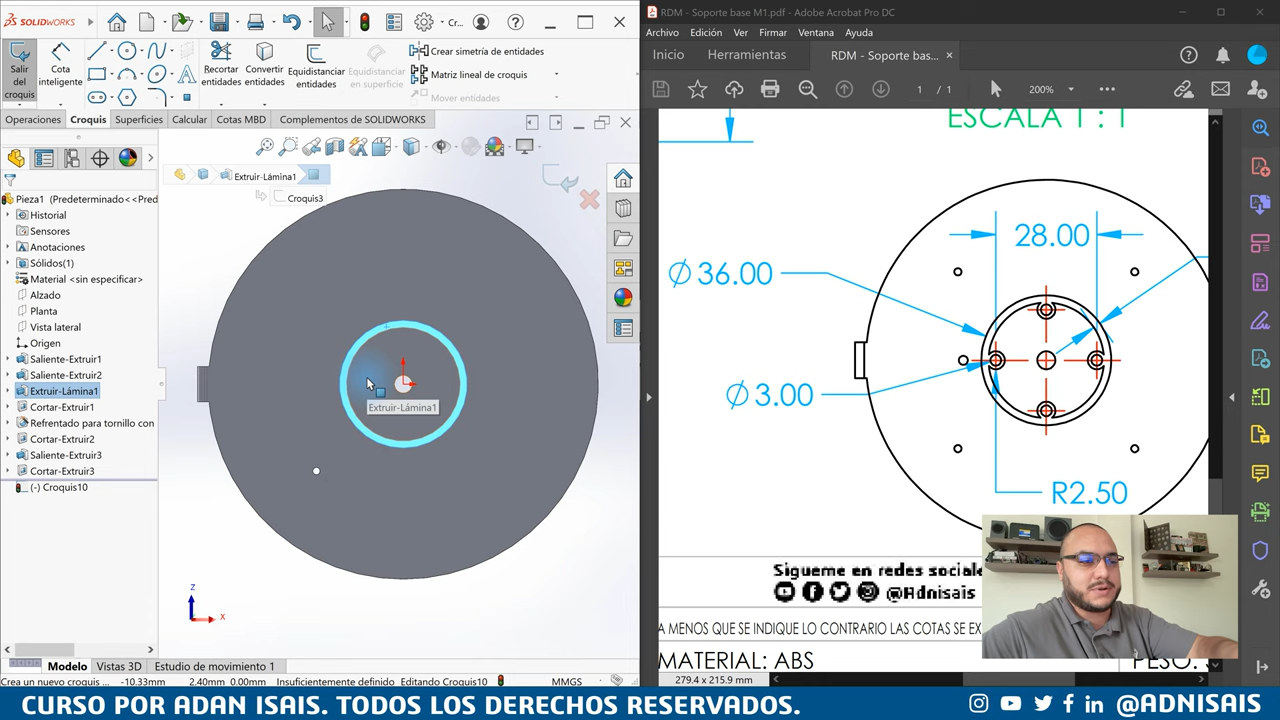 SOLIDWORKS
Cr...
RDM - Soporte base M1.pdf - Adobe Acrobat Pro DC
Archivo Edición Ver Firmar Ventana Ayuda
Inicio Herramientas RDM - Soporte bas... ×
1 / 1 200%
Salir del croquis
Cota inteligente
Recortar entidades
Convertir entidades
Equidistanciar entidades
Equidistanciar en superficie
Crear simetría de entidades
Matriz lineal de croquis
Mover entidades
Operaciones Croquis Superficies Calcular Cotas MBD Complementos de SOLIDWORKS
Extruir-Lámina1
Croquis3
Pieza1 (Predeterminado<<Pred
Historial
Sensores
Anotaciones
Sólidos(1)
Material <sin especificar>
Alzado
Planta
Vista lateral
Origen
Saliente-Extruir1
Saliente-Extruir2
Extruir-Lámina1
Cortar-Extruir1
Refrentado para tornillo con
Cortar-Extruir2
Saliente-Extruir3
Cortar-Extruir3
(-) Croquis10
Extruir-Lámina1
Z
X
Modelo Vistas 3D Estudio de movimiento 1
Crea un nuevo croquis ... -10.33mm 2.40mm 0.00mm Insuficientemente definido Editando Croquis10 MMGS
ESCALA 1 : 1
28.00
Ø 36.00
Ø 3.00
R2.50
Sigueme en redes sociale
@Adnisais
A MENOS QUE SE INDIQUE LO CONTRARIO LAS COTAS SE EX
MATERIAL: ABS
PESO:
279.4 x 215.9 mm
CURSO POR ADAN ISAIS. TODOS LOS DERECHOS RESERVADOS.
@ADNISAIS